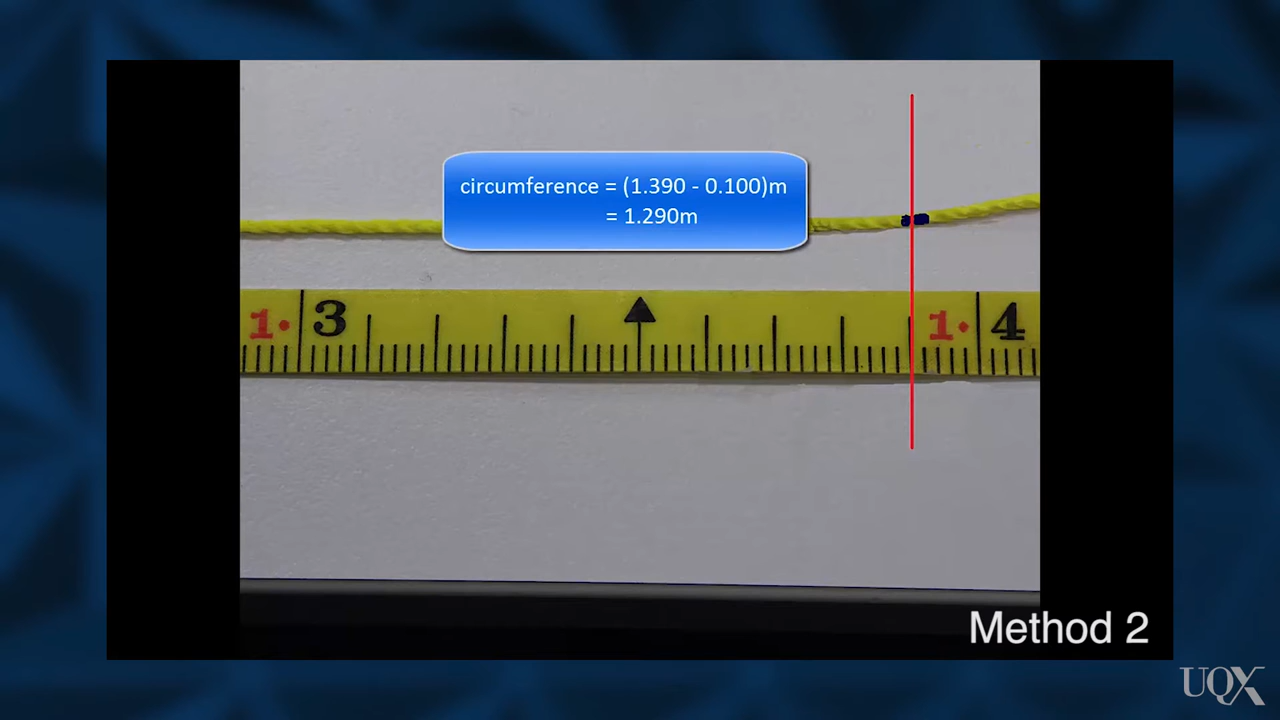 circumference = (1.390 - 0.100)m
= 1.290m
1. 3 1. 4
Method 2
UQX